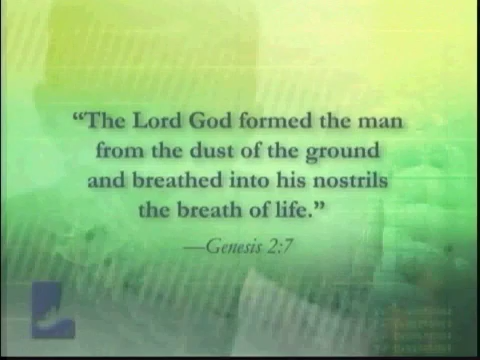 “The Lord God formed the man
from the dust of the ground
and breathed into his nostrils
the breath of life.”
—Genesis 2:7